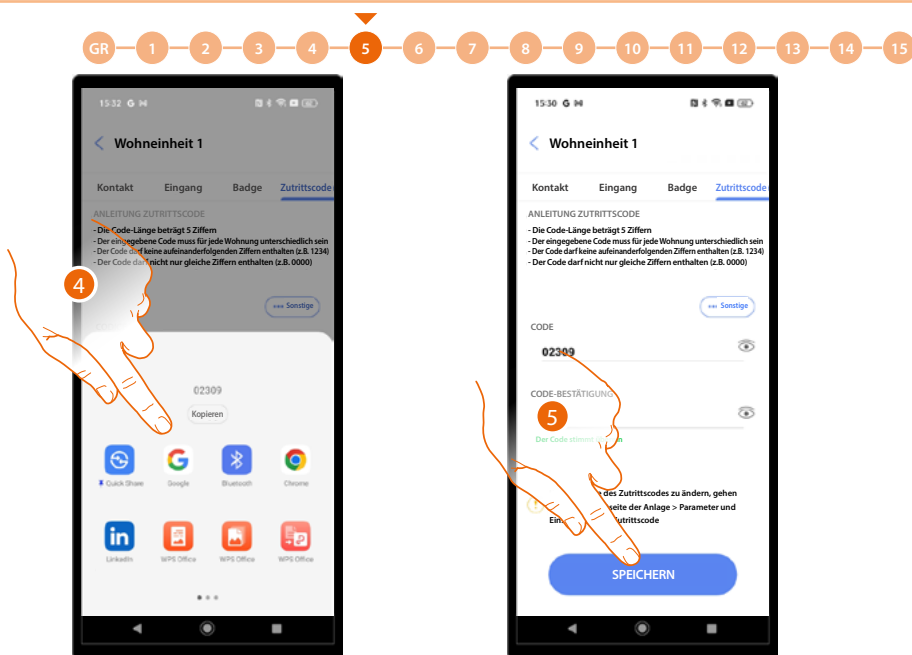 GR 1 2 3 4 5 6 7 8 9 10 11 12 13 14 15
15:32 G
Wohneinheit 1
Kontakt Eingang Badge Zutrittscode
ANLEITUNG ZUTRITTSCODE
- Die Code-Länge beträgt 5 Ziffern
- Der eingegebene Code muss für jede Wohnung unterschiedlich sein
- Der Code darf keine aufeinanderfolgenden Ziffern enthalten (z.B. 1234)
- Der Code darf nicht nur gleiche Ziffern enthalten (z.B. 0000)
4
Sonstige
02309
Kopieren
Quick Share Google Bluetooth Chrome
LinkedIn WPS Office WPS Office WPS Office
15:30 G
Wohneinheit 1
Kontakt Eingang Badge Zutrittscode
ANLEITUNG ZUTRITTSCODE
- Die Code-Länge beträgt 5 Ziffern
- Der eingegebene Code muss für jede Wohnung unterschiedlich sein
- Der Code darf keine aufeinanderfolgenden Ziffern enthalten (z.B. 1234)
- Der Code darf nicht nur gleiche Ziffern enthalten (z.B. 0000)
Sonstige
CODE
02309
CODE-BESTÄTIGUNG
5
Der Code
des Zutrittscodes zu ändern, gehen
seite der Anlage > Parameter und
SPEICHERN